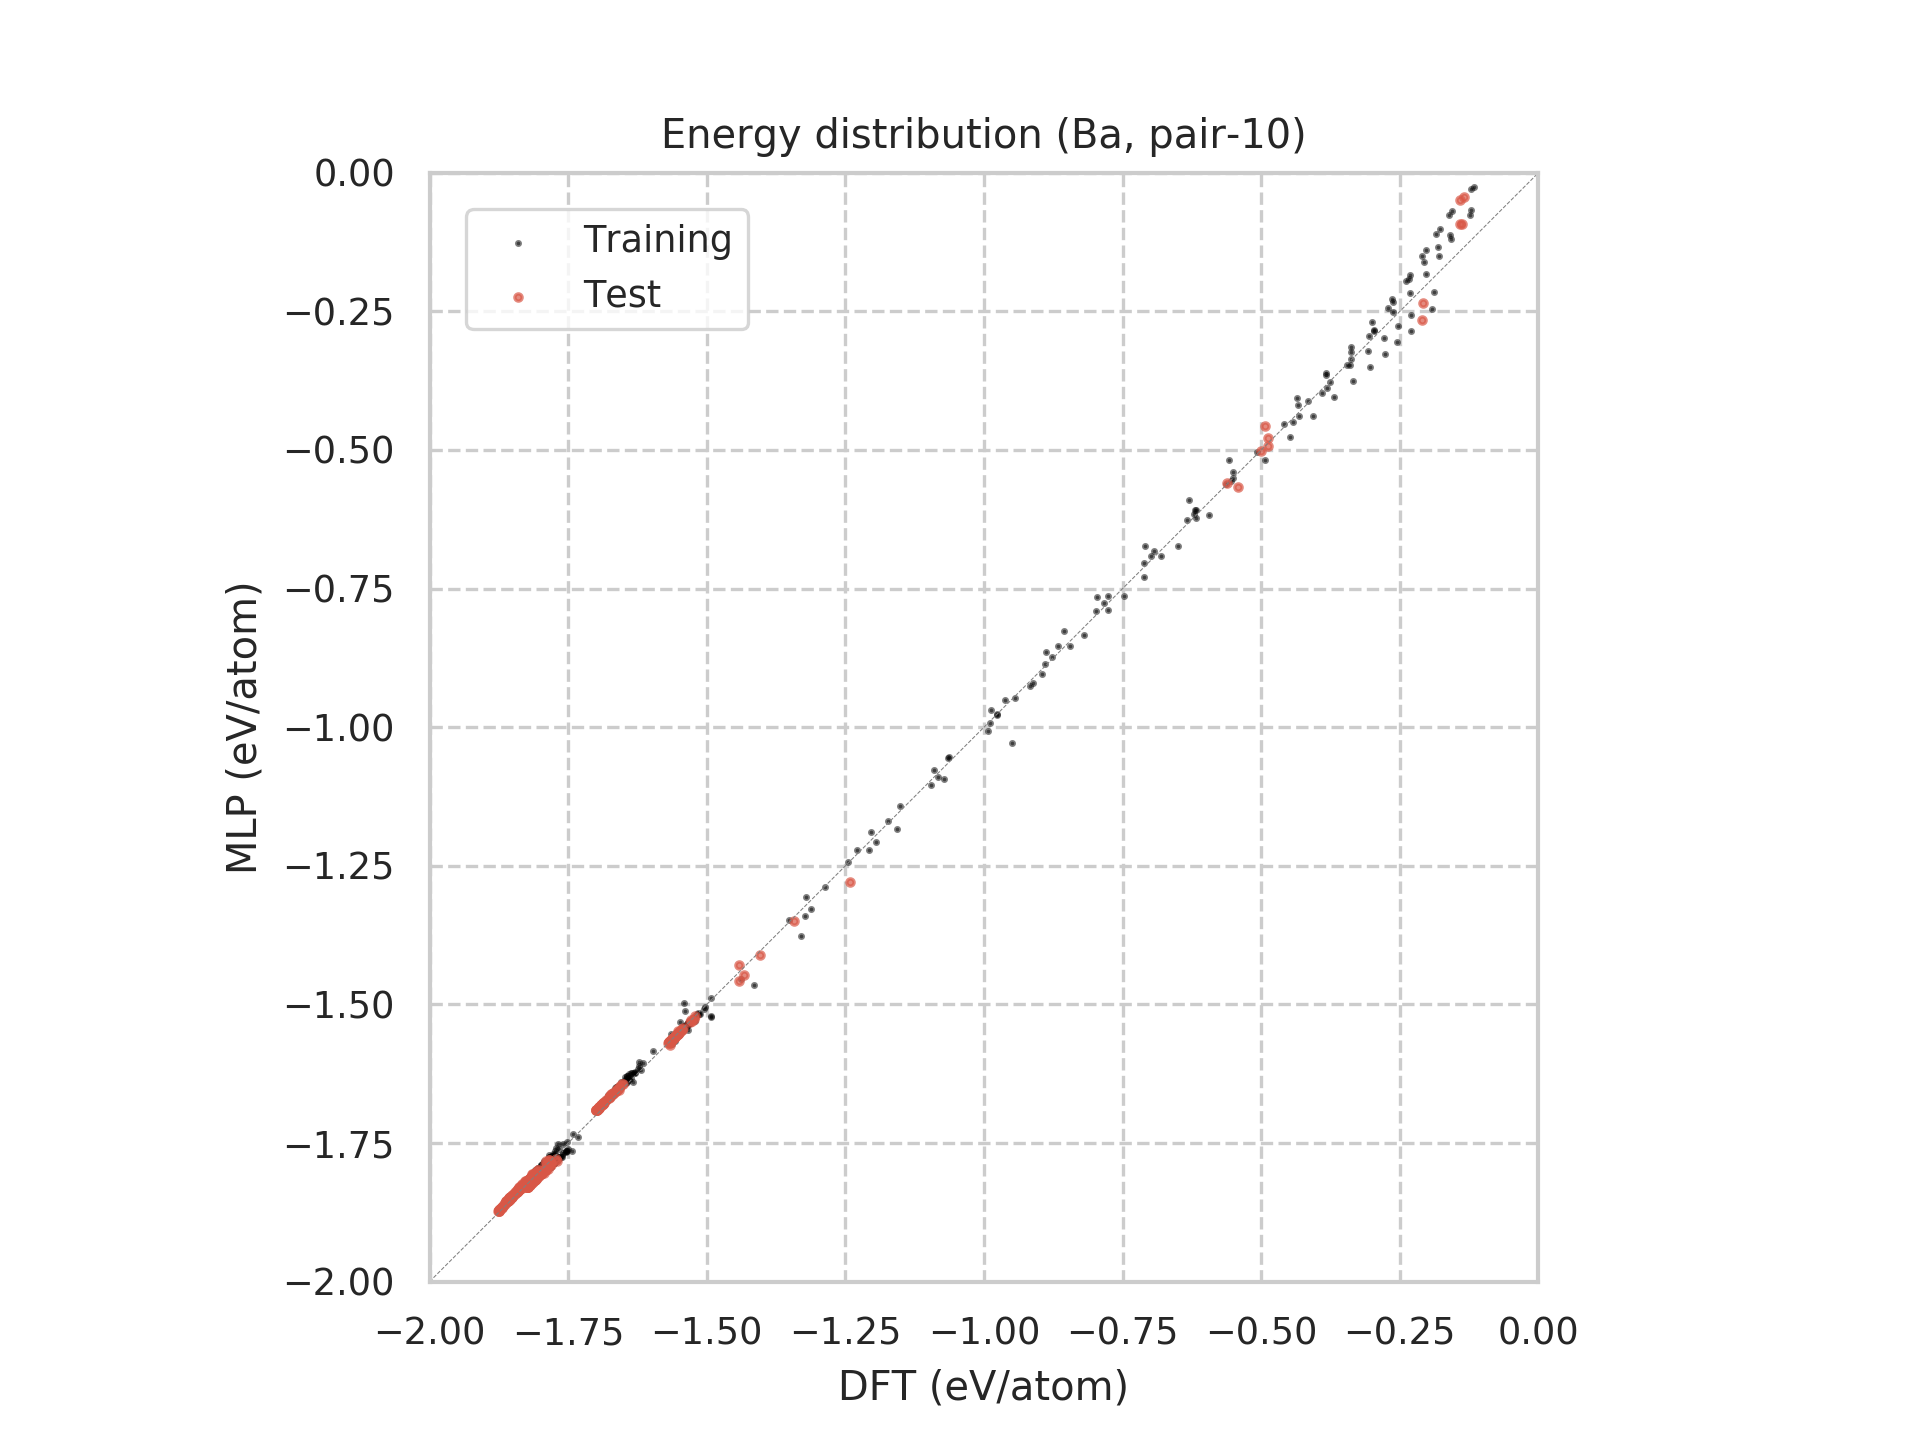 Energy distribution (Ba, pair-10)
0.00
−0.25
−0.50
−0.75
−1.00
−1.25
−1.50
−1.75
−2.00
MLP (eV/atom)
Training
Test
−2.00 −1.75 −1.50 −1.25 −1.00 −0.75 −0.50 −0.25 0.00
DFT (eV/atom)